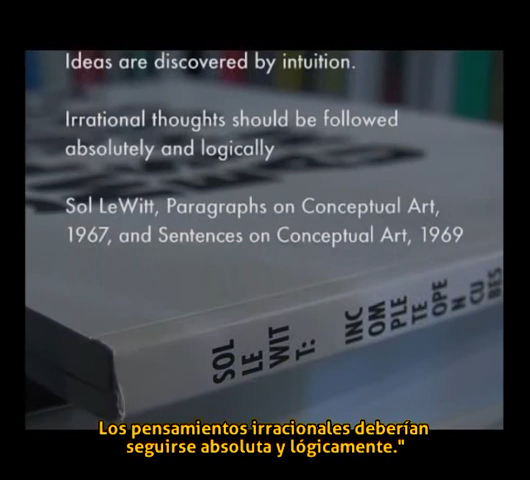 Ideas are discovered by intuition.
Irrational thoughts should be followed
absolutely and logically
Sol LeWitt, Paragraphs on Conceptual Art,
1967, and Sentences on Conceptual Art, 1969
SOL
LE
WIT
T:
INC
OM
PLE
TE
OPE
N
CU
BES
Los pensamientos irracionales deberían
seguirse absoluta y lógicamente."